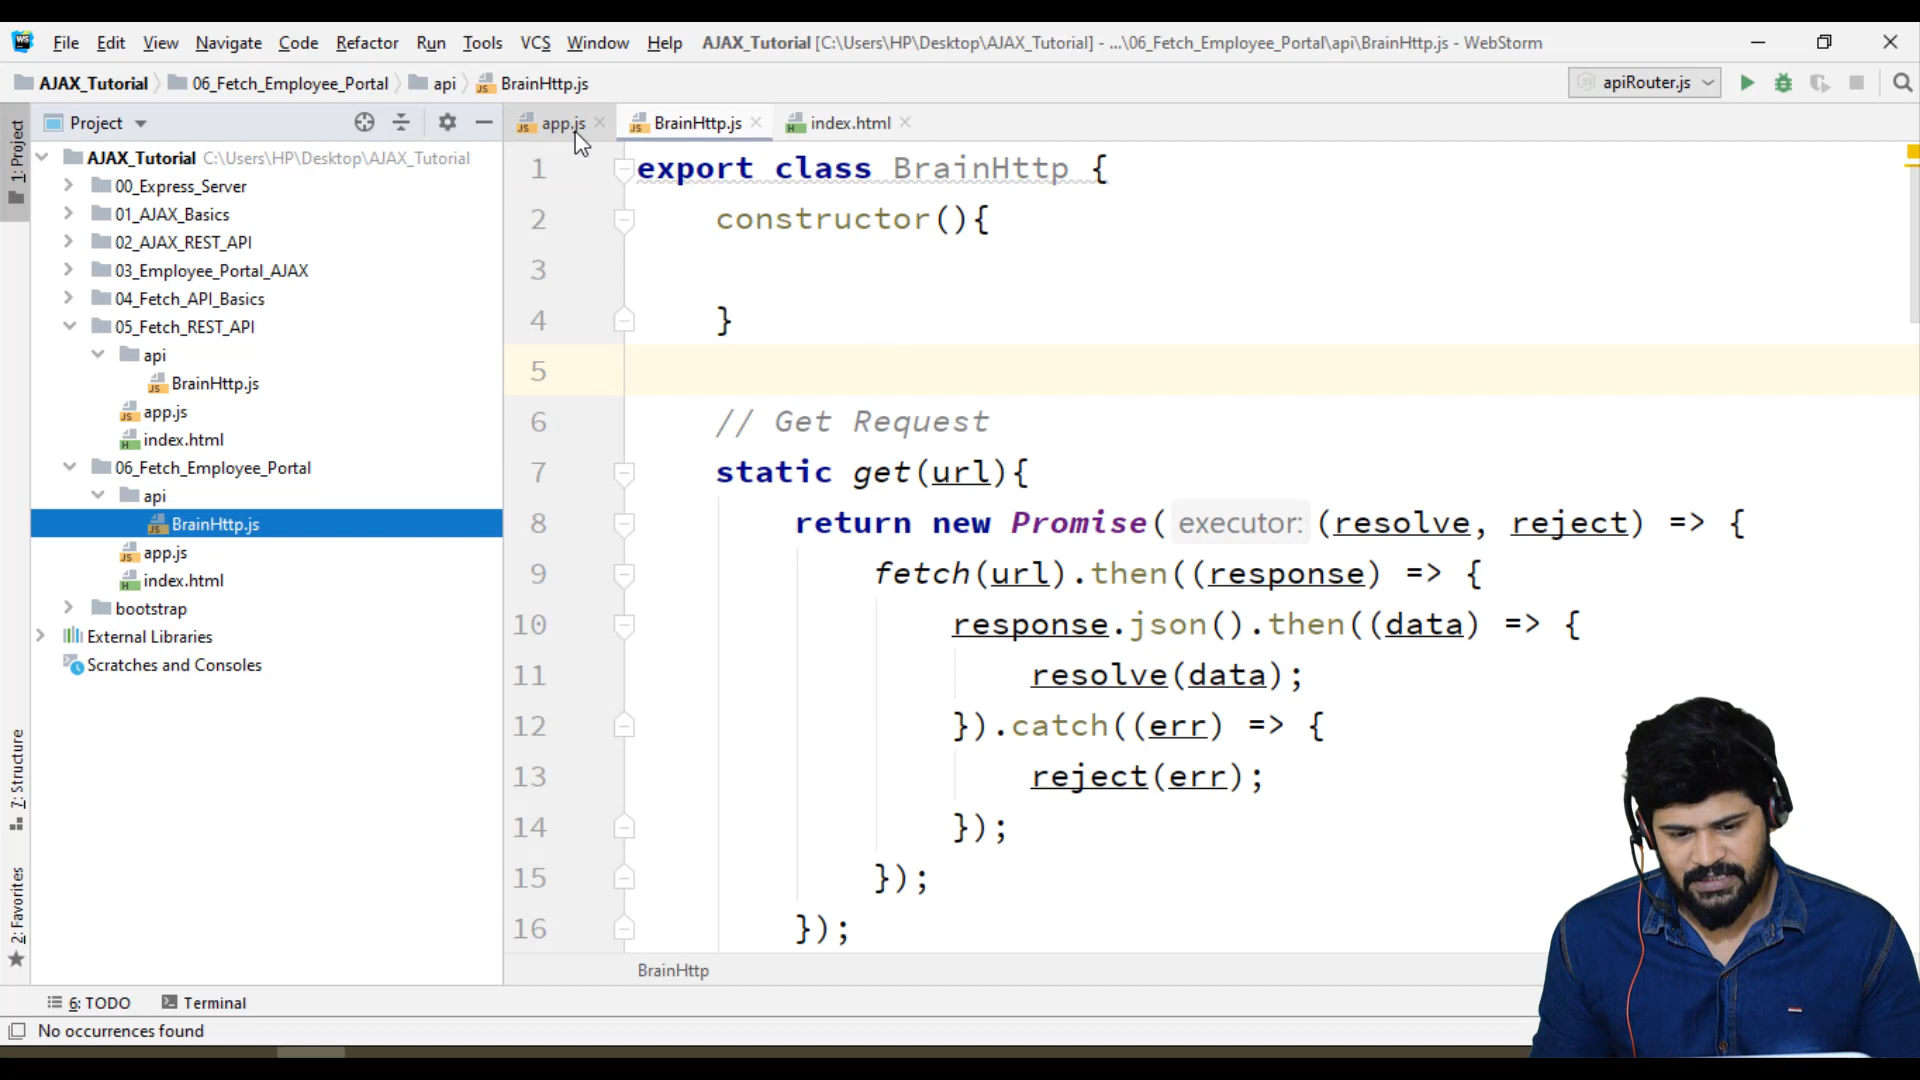 WS File Edit View Navigate Code Refactor Run Tools VCS Window Help AJAX_Tutorial [C:\Users\HP\Desktop\AJAX_Tutorial] - ...\06_Fetch_Employee_Portal\api\BrainHttp.js - WebStorm
AJAX_Tutorial 06_Fetch_Employee_Portal api BrainHttp.js apiRouter.js
1: Project
Project
app.js BrainHttp.js index.html
AJAX_Tutorial C:\Users\HP\Desktop\AJAX_Tutorial
00_Express_Server
01_AJAX_Basics
02_AJAX_REST_API
03_Employee_Portal_AJAX
04_Fetch_API_Basics
05_Fetch_REST_API
api
BrainHttp.js
app.js
index.html
06_Fetch_Employee_Portal
api
BrainHttp.js
app.js
index.html
bootstrap
External Libraries
Scratches and Consoles
7: Structure
2: Favorites
1 export class BrainHttp {
2 constructor(){
3
4 }
5
6 // Get Request
7 static get(url){
8 return new Promise( executor: (resolve, reject) => {
9 fetch(url).then((response) => {
10 response.json().then((data) => {
11 resolve(data);
12 }).catch((err) => {
13 reject(err);
14 });
15 });
16 });
BrainHttp
6: TODO Terminal
No occurrences found